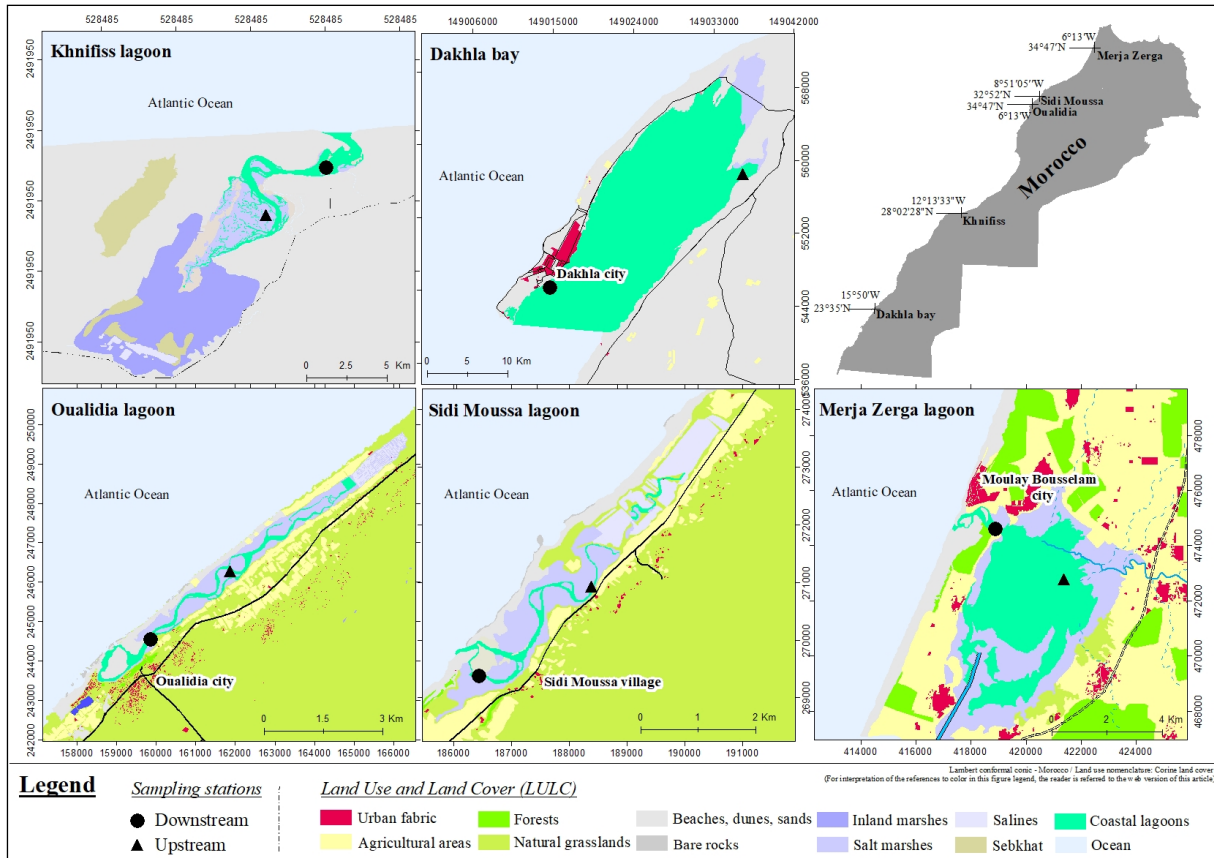 528485 528485 528485 528485
Khnifiss lagoon
Atlantic Ocean
2491950
2491950
2491950
2491950
2491950
0 2.5 5 Km
149006000 149015000 149024000 149033000 149042000
Dakhla bay
Atlantic Ocean
Dakhla city
568000
560000
552000
544000
536000
0 5 10 Km
6°13'W
34°47'N
Merja Zerga
8°51'05"W
32°52'N
Sidi Moussa
34°47'N
Oualidia
6°13'W
Morocco
12°13'33"W
28°02'28"N
Khnifiss
15°50'W
23°35'N
Dakhla bay
Oualidia lagoon
Atlantic Ocean
Oualidia city
250000
249000
248000
247000
246000
245000
244000
243000
242000
0 1.5 3 Km
158000 159000 160000 161000 162000 163000 164000 165000 166000
Sidi Moussa lagoon
Atlantic Ocean
Sidi Moussa village
274000
273000
272000
271000
270000
269000
0 1 2 Km
186000 187000 188000 189000 190000 191000
Merja Zerga lagoon
Moulay Bousselam
city
Atlantic Ocean
478000
476000
474000
472000
470000
468000
0 2 4 Km
414000 416000 418000 420000 422000 424000
Lambert conformal conic - Morocco / Land use nomenclature: Corine land cover
(For interpretation of the references to color in this figure legend, the reader is referred to the web version of this article)
Legend
Sampling stations
Downstream
Upstream
Land Use and Land Cover (LULC)
Urban fabric
Forests
Beaches, dunes, sands
Inland marshes
Salines
Coastal lagoons
Agricultural areas
Natural grasslands
Bare rocks
Salt marshes
Sebkhat
Ocean